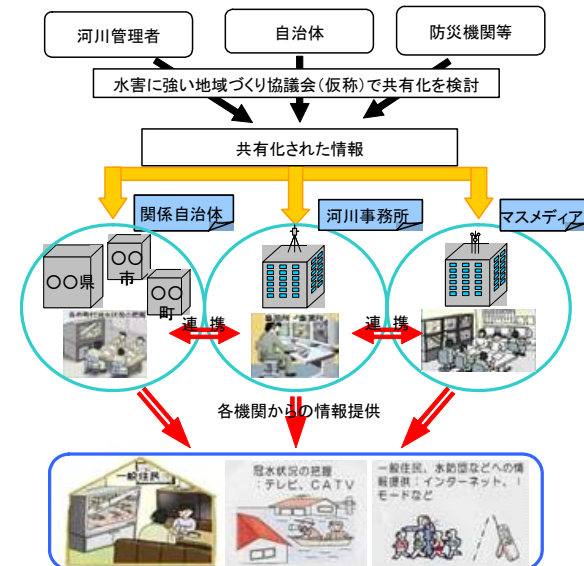 河川管理者
自治体
防災機関等
水害に強い地域づくり協議会(仮称)で共有化を検討
共有化された情報
関係自治体
河川事務所
マスメディア
○○県
○○市
○○町
連携
連携
各機関からの情報提供
一般住民
冠水状況の把握
:テレビ、CATV
一般住民、水防団などへの情
報提供:インターネット、i
モードなど